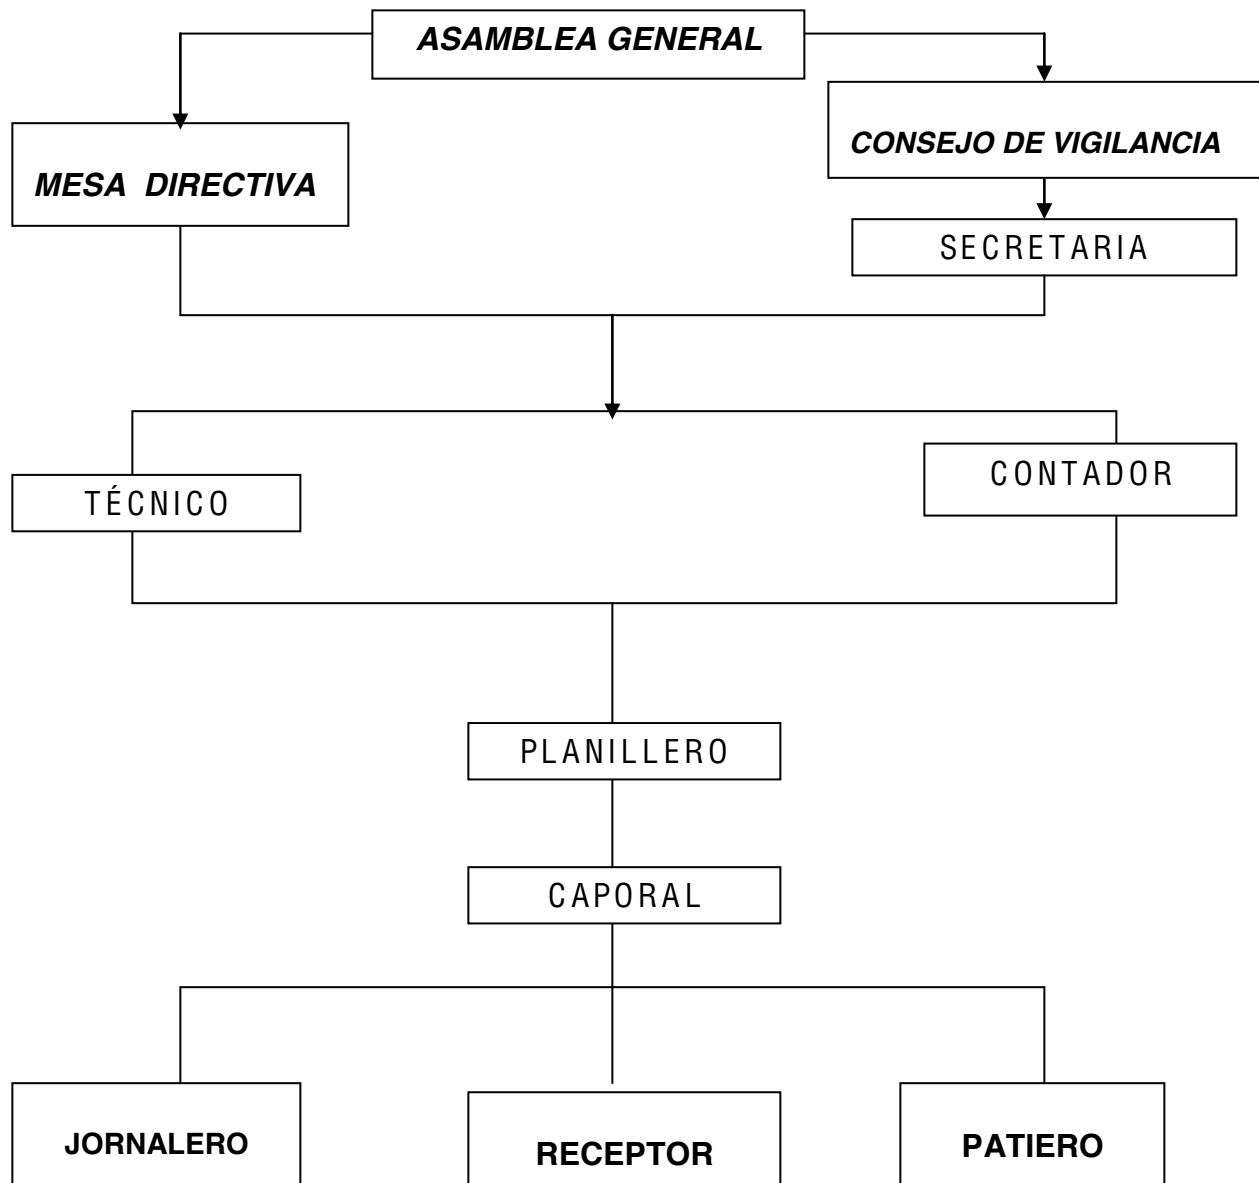 ASAMBLEA GENERAL
CONSEJO DE VIGILANCIA
MESA DIRECTIVA
SECRETARIA
CONTADOR
TÉCNICO
PLANILLERO
CAPORAL
JORNALERO
RECEPTOR
PATIERO